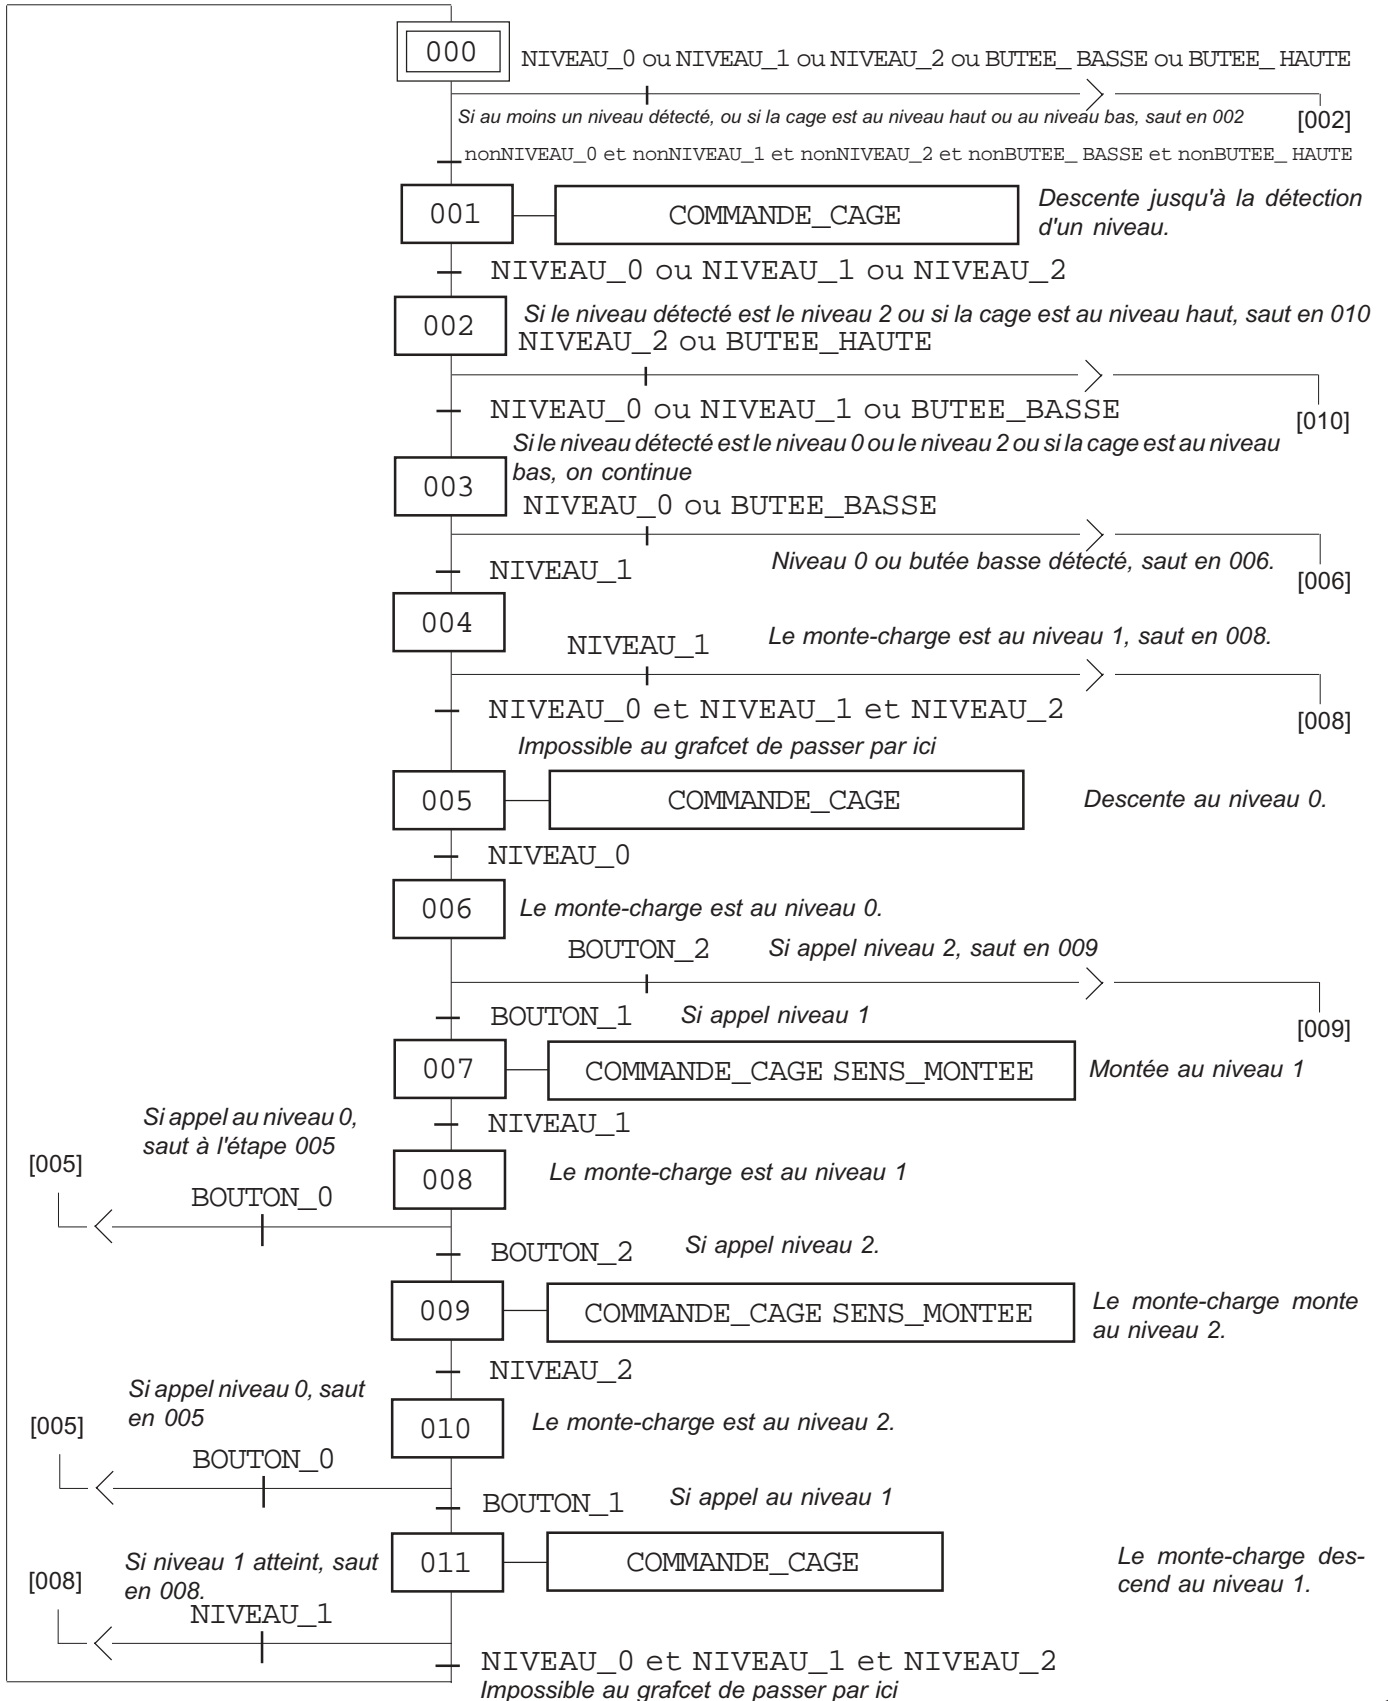 000
NIVEAU_0 ou NIVEAU_1 ou NIVEAU_2 ou BUTEE_ BASSE ou BUTEE_ HAUTE
Si au moins un niveau détecté, ou si la cage est au niveau haut ou au niveau bas, saut en 002
[002]
nonNIVEAU_0 et nonNIVEAU_1 et nonNIVEAU_2 et nonBUTEE_ BASSE et nonBUTEE_ HAUTE
001
COMMANDE_CAGE
Descente jusqu'à la détection
d'un niveau.
NIVEAU_0 ou NIVEAU_1 ou NIVEAU_2
002
Si le niveau détecté est le niveau 2 ou si la cage est au niveau haut, saut en 010
NIVEAU_2 ou BUTEE_HAUTE
[010]
NIVEAU_0 ou NIVEAU_1 ou BUTEE_BASSE
Si le niveau détecté est le niveau 0 ou le niveau 2 ou si la cage est au niveau
bas, on continue
003
NIVEAU_0 ou BUTEE_BASSE
Niveau 0 ou butée basse détecté, saut en 006.
[006]
NIVEAU_1
004
NIVEAU_1
Le monte-charge est au niveau 1, saut en 008.
[008]
NIVEAU_0 et NIVEAU_1 et NIVEAU_2
Impossible au grafcet de passer par ici
005
COMMANDE_CAGE
Descente au niveau 0.
NIVEAU_0
006
Le monte-charge est au niveau 0.
BOUTON_2
Si appel niveau 2, saut en 009
[009]
BOUTON_1
Si appel niveau 1
007
COMMANDE_CAGE SENS_MONTEE
Montée au niveau 1
NIVEAU_1
Si appel au niveau 0,
saut à l'étape 005
[005]
008
Le monte-charge est au niveau 1
BOUTON_0
BOUTON_2
Si appel niveau 2.
009
COMMANDE_CAGE SENS_MONTEE
Le monte-charge monte
au niveau 2.
NIVEAU_2
Si appel niveau 0, saut
en 005
[005]
010
Le monte-charge est au niveau 2.
BOUTON_0
BOUTON_1
Si appel au niveau 1
011
COMMANDE_CAGE
Le monte-charge des-
cend au niveau 1.
Si niveau 1 atteint, saut
en 008.
[008]
NIVEAU_1
NIVEAU_0 et NIVEAU_1 et NIVEAU_2
Impossible au grafcet de passer par ici